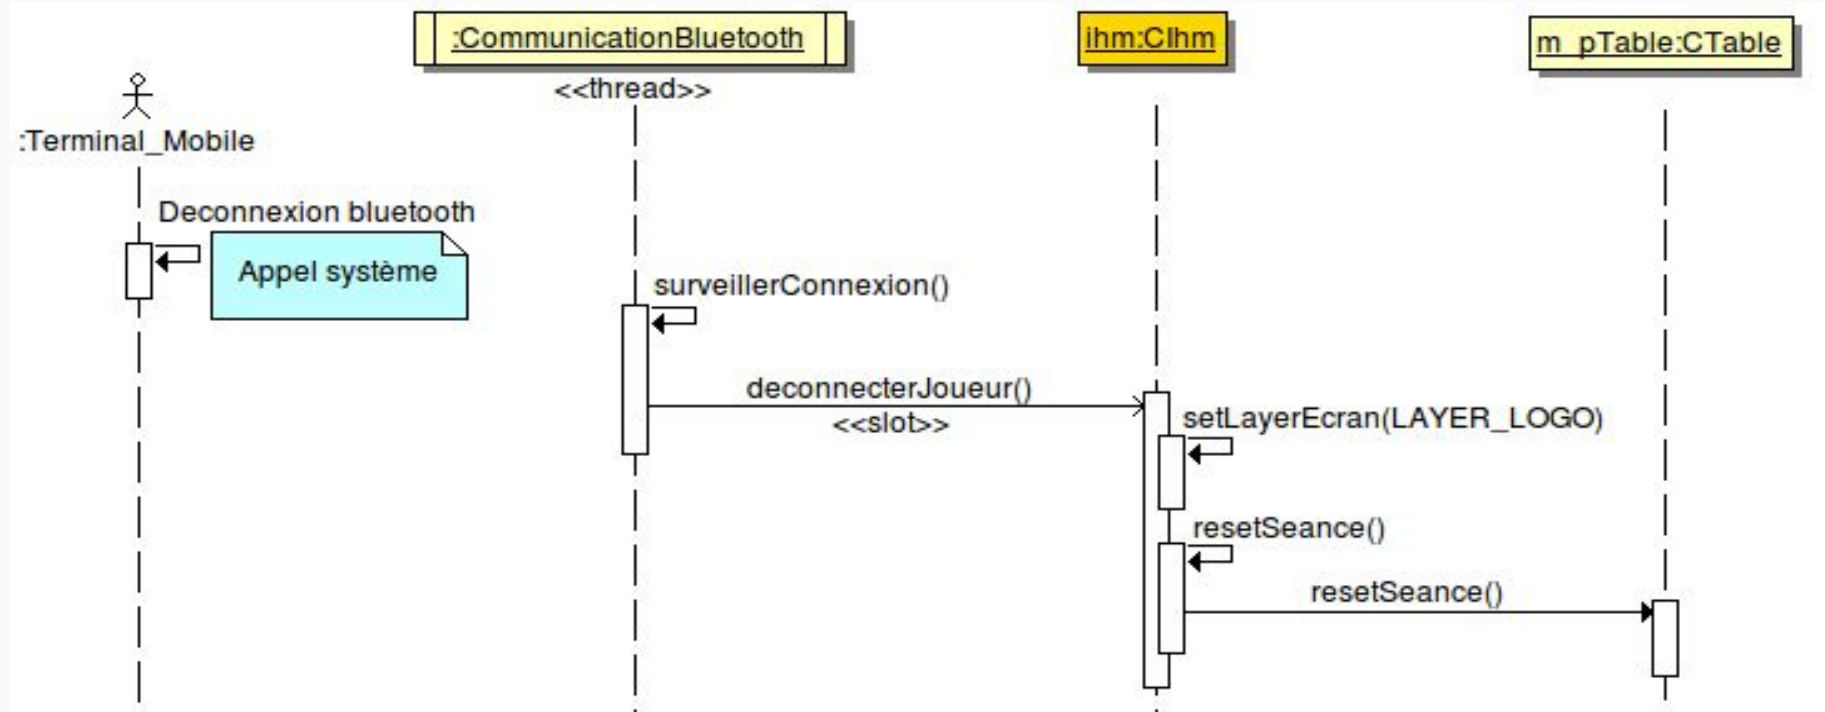 :CommunicationBluetooth
ihm:CIhm
m_pTable:CTable
<<thread>>
:Terminal_Mobile
Deconnexion bluetooth
Appel système
surveillerConnexion()
deconnecterJoueur()
<<slot>>
setLayerEcran(LAYER_LOGO)
resetSeance()
resetSeance()